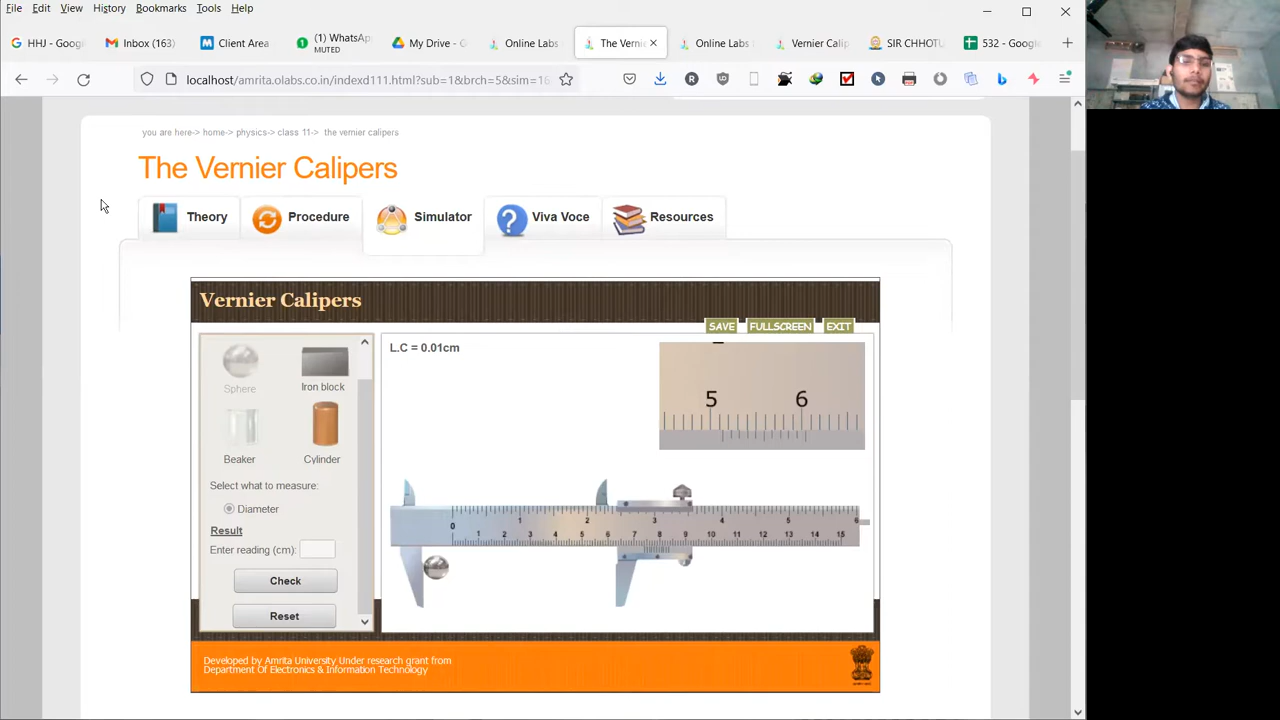 File Edit View History Bookmarks Tools Help
HHJ - Goog
Inbox (163)
Client Area
(1) WhatsApp
MUTED
My Drive - G
Online Labs
The Verni
Online Labs
Vernier Calip
SIR CHHOTU
532 - Google
localhost/amrita.olabs.co.in/indexd111.html?sub=1&brch=5&sim=16
you are here-> home-> physics-> class 11-> the vernier calipers
The Vernier Calipers
Theory
Procedure
Simulator
Viva Voce
Resources
Vernier Calipers
SAVE
FULLSCREEN
EXIT
Sphere
Iron block
Beaker
Cylinder
Select what to measure:
Diameter
Result
Enter reading (cm):
Check
Reset
L.C = 0.01cm
5 6
0 1 2 3 4 5 6
1 2 3 4 5 6 7 8 9 10 11 12 13 14 15
Developed by Amrita University Under research grant from
Department Of Electronics & Information Technology